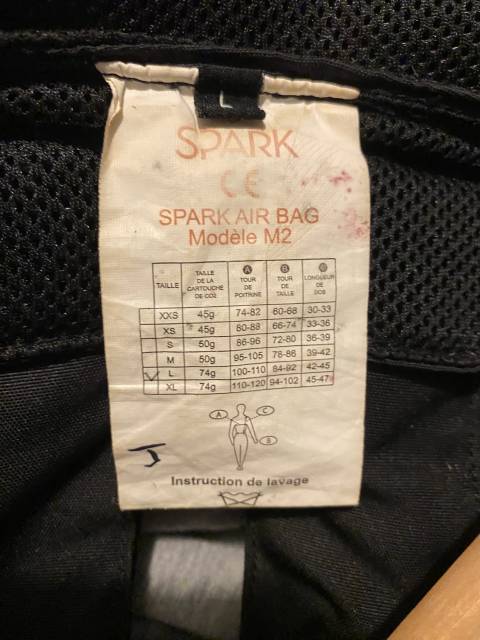 L
SPARK
CE
SPARK AIR BAG
Modèle M2
TAILLE TAILLE DE LA CARTOUCHE DE CO2 A TOUR DE POITRINE B TOUR DE TAILLE C LONGUEUR DE DOS
XXS 45g 74-82 60-68 30-33
XS 45g 80-88 66-74 33-36
S 50g 86-96 72-80 36-39
M 50g 95-105 78-86 39-42
L 74g 100-110 84-92 42-45
XL 74g 110-120 94-102 45-47
A C
B
J
Instruction de lavage